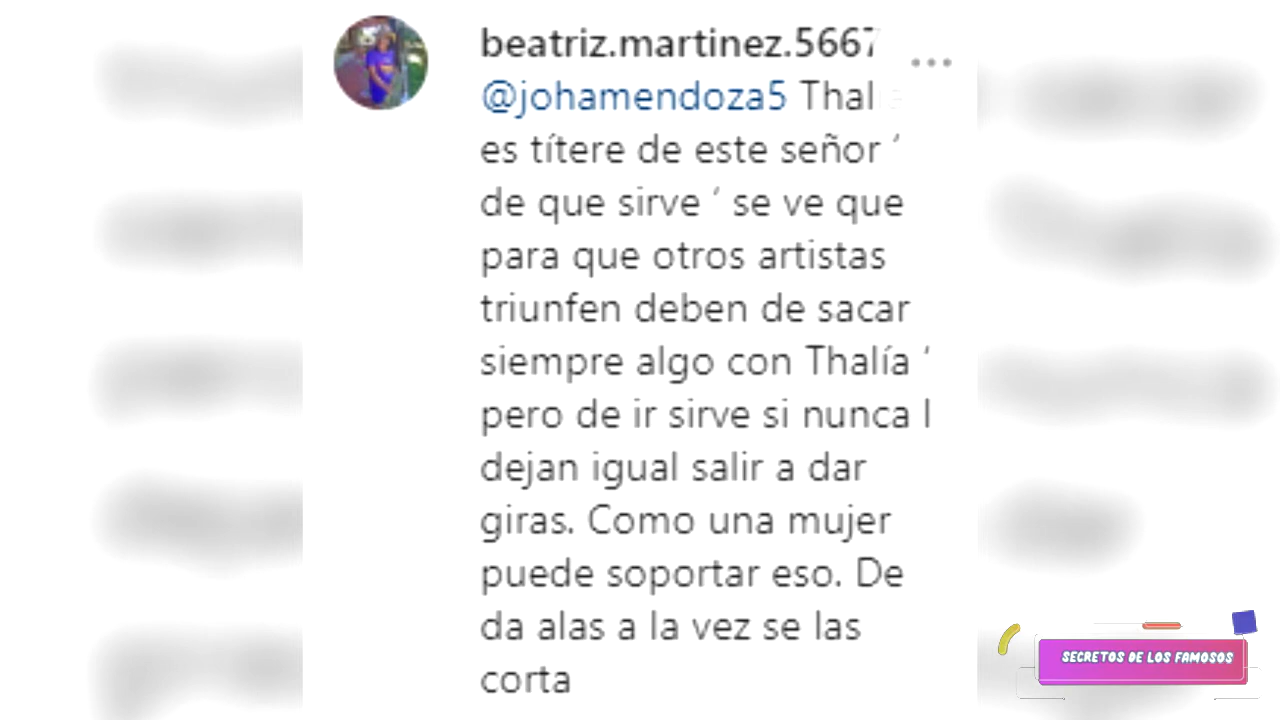 beatriz.martinez.5667
@johamendoza5 Thal
es títere de este señor ‘
de que sirve ‘ se ve que
para que otros artistas
triunfen deben de sacar
siempre algo con Thalía ‘
pero de ir sirve si nunca l
dejan igual salir a dar
giras. Como una mujer
puede soportar eso. De
da alas a la vez se las
corta
SECRETOS DE LOS FAMOSOS